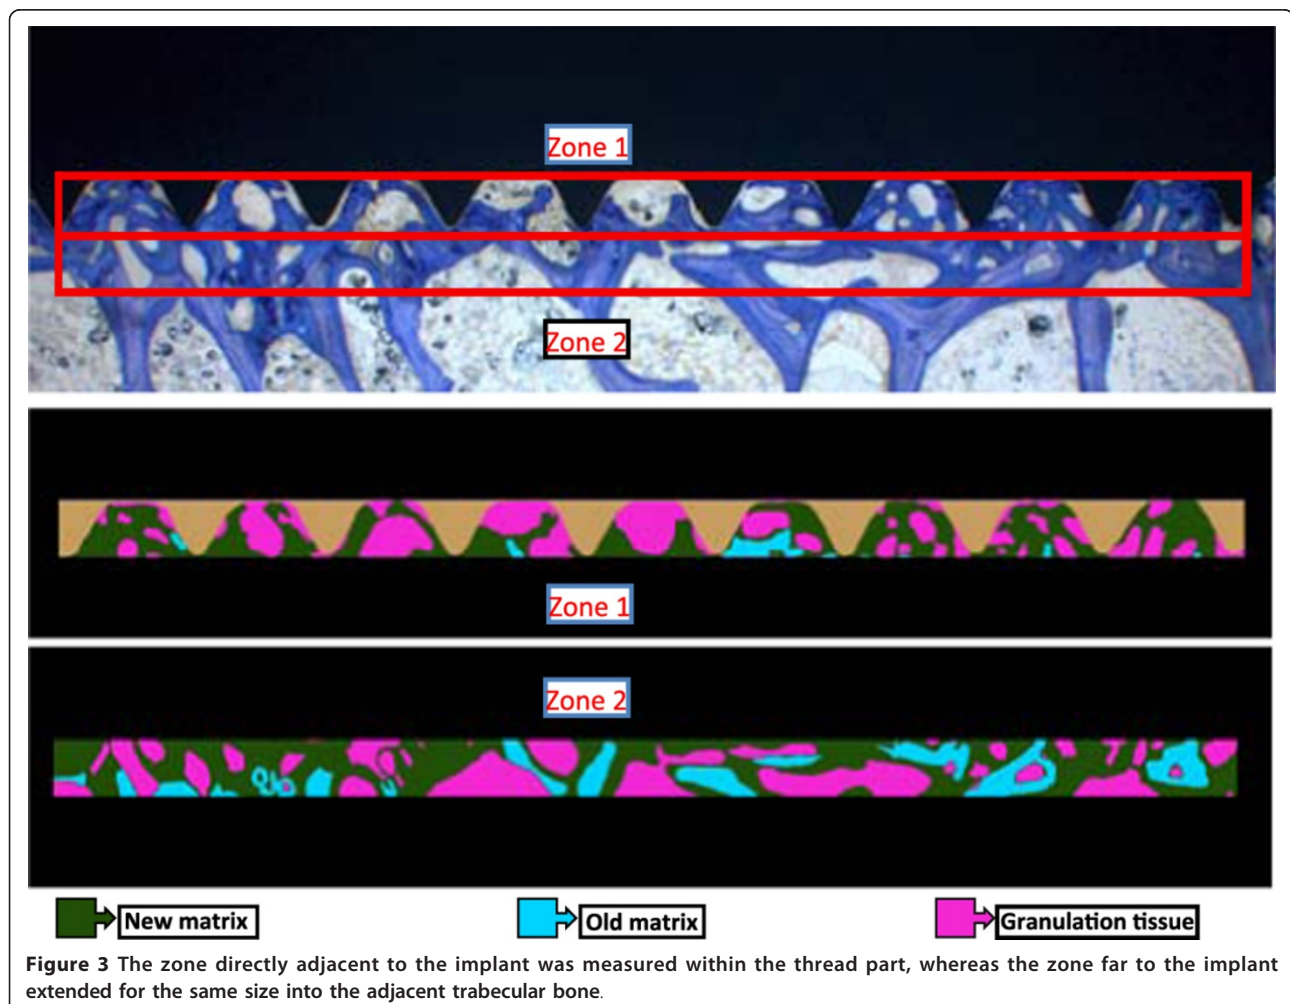 Zone 1
Zone 2
Zone 1
Zone 2
New matrix
Old matrix
Granulation tissue
Figure 3 The zone directly adjacent to the implant was measured within the thread part, whereas the zone far to the implant
extended for the same size into the adjacent trabecular bone.